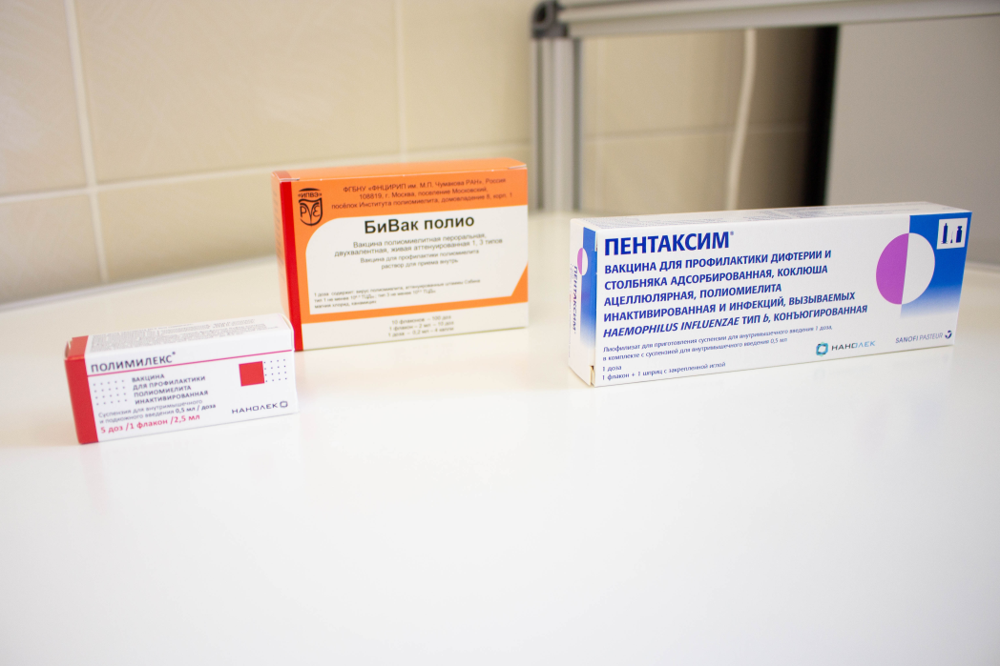 ПОЛИМИЛЕКС®
ВАКЦИНА
ДЛЯ ПРОФИЛАКТИКИ
ПОЛИОМИЕЛИТА
ИНАКТИВИРОВАННАЯ
Суспензия для внутримышечного
и подкожного введения 0,5 мл / доза
5 доз /1 флакон /2,5 мл
НАНОЛЕК
«ИПВЭ»
ФГБНУ «ФНЦИРИП им. М.П. Чумакова РАН», Россия
108819, г. Москва, поселение Московский,
посёлок Института полиомиелита, домовладение 8, корп. 1
БиВак полио
Вакцина полиомиелитная пероральная,
двухвалентная, живая аттенуированная 1, 3 типов
Вакцина для профилактики полиомиелита
раствор для приема внутрь
10 флаконов - 100 доз
1 флакон - 2 мл - 10 доз
1 доза - 0,2 мл - 4 капли
ПЕНТАКСИМ
ПЕНТАКСИМ®
ВАКЦИНА ДЛЯ ПРОФИЛАКТИКИ ДИФТЕРИИ И
СТОЛБНЯКА АДСОРБИРОВАННАЯ, КОКЛЮША
АЦЕЛЛЮЛЯРНАЯ, ПОЛИОМИЕЛИТА
ИНАКТИВИРОВАННАЯ И ИНФЕКЦИЙ, ВЫЗЫВАЕМЫХ
HAEMOPHILUS INFLUENZAE ТИП b, КОНЪЮГИРОВАННАЯ
Лиофилизат для приготовления суспензии для внутримышечного введения 1 доза,
в комплекте с суспензией для внутримышечного введения 0,5 мл
1 доза
1 флакон + 1 шприц с закрепленной иглой
НАНОЛЕК
SANOFI PASTEUR